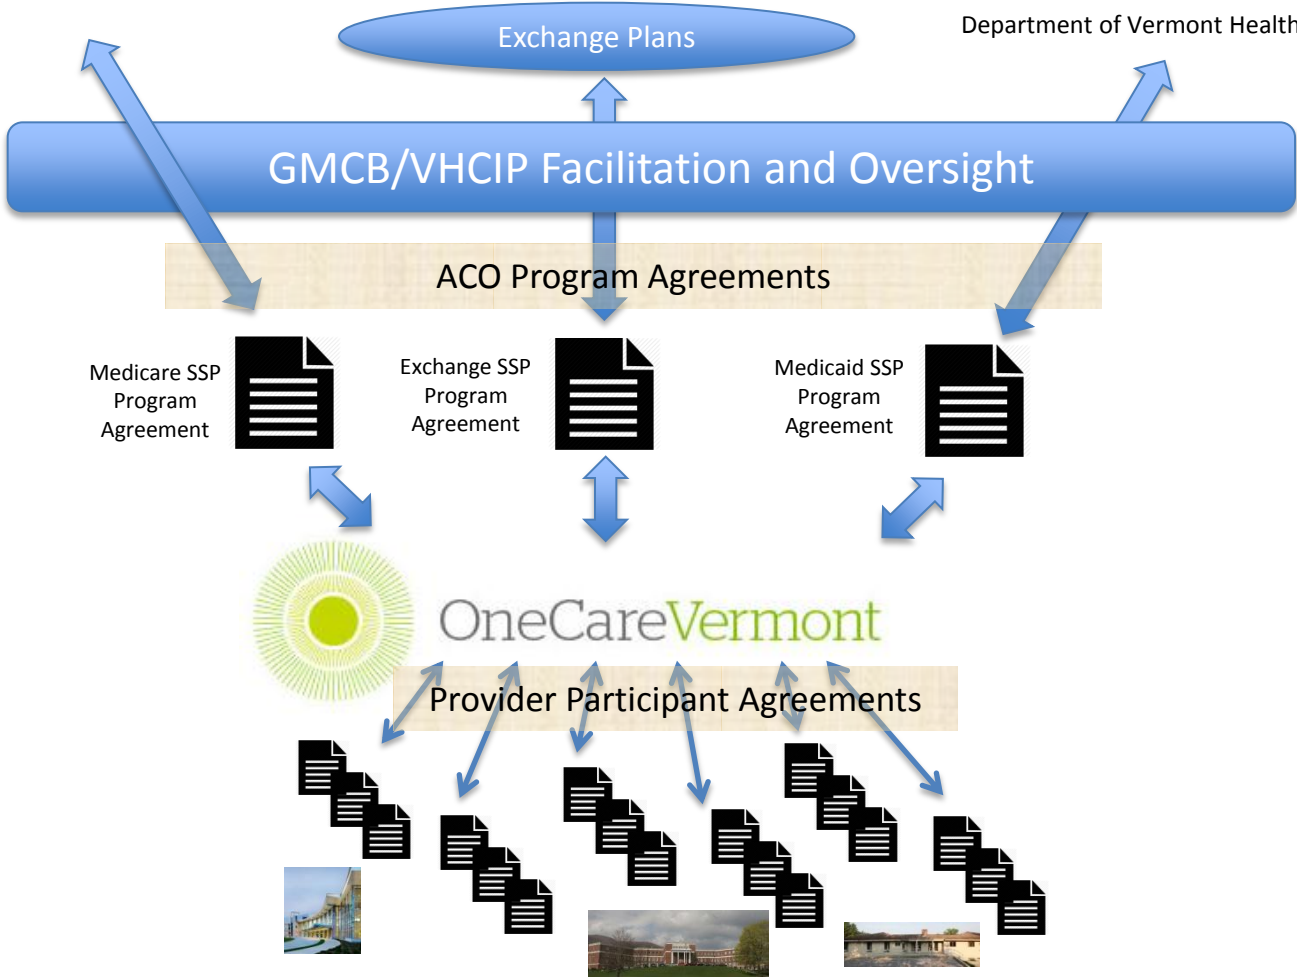 Exchange Plans
Department of Vermont Health
GMCB/VHCIP Facilitation and Oversight
ACO Program Agreements
Medicare SSP
Program
Agreement
Exchange SSP
Program
Agreement
Medicaid SSP
Program
Agreement
OneCareVermont
Provider Participant Agreements